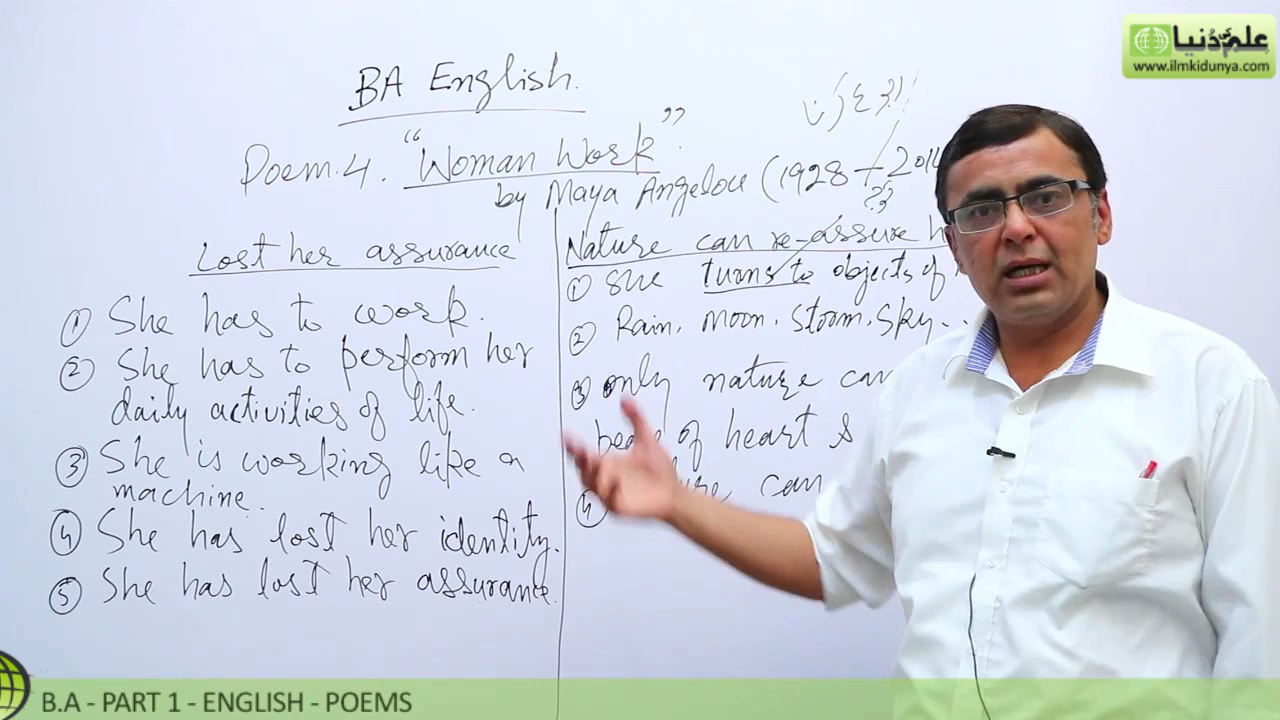 علم کی دُنیا
www.ilmkidunya.com
BA English.
Poem.4. "Woman Work".
by Maya Angelou (1928 - 2014
??
Lost her assurance
① She has to work.
② She has to perform her
daily activities of life.
③ She is working like a
machine.
④ She has lost her identity.
⑤ She has lost her assurance.
Nature can re-assure h
① She turns to objects of
② Rain, Moon, Storm, Sky...
③ only nature can
of heart &
④ can
B.A - PART 1 - ENGLISH - POEMS